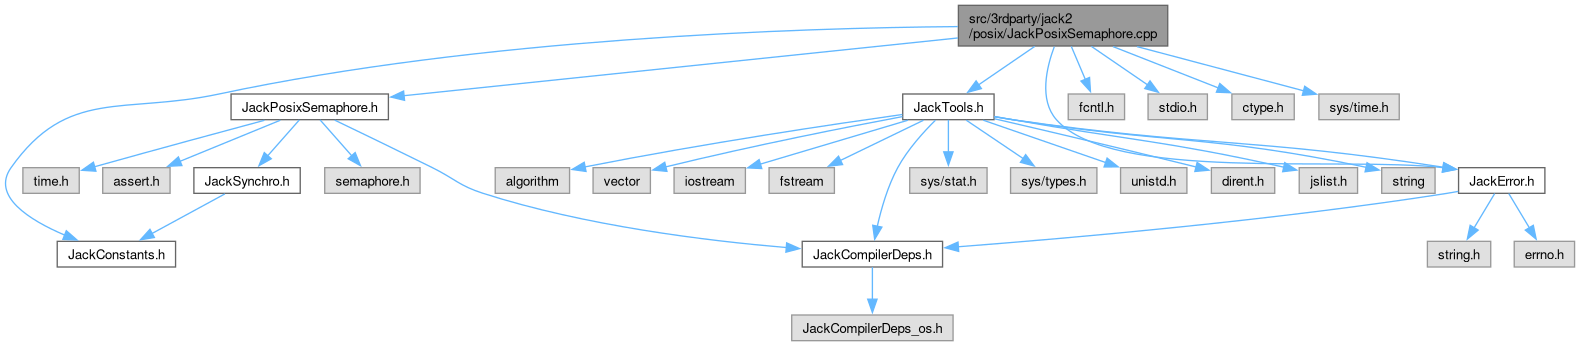 src/3rdparty/jack2
/posix/JackPosixSemaphore.cpp
JackPosixSemaphore.h
JackTools.h
fcntl.h
stdio.h
ctype.h
sys/time.h
time.h
assert.h
JackSynchro.h
semaphore.h
algorithm
vector
iostream
fstream
sys/stat.h
sys/types.h
unistd.h
dirent.h
jslist.h
string
JackError.h
JackConstants.h
JackCompilerDeps.h
string.h
errno.h
JackCompilerDeps_os.h